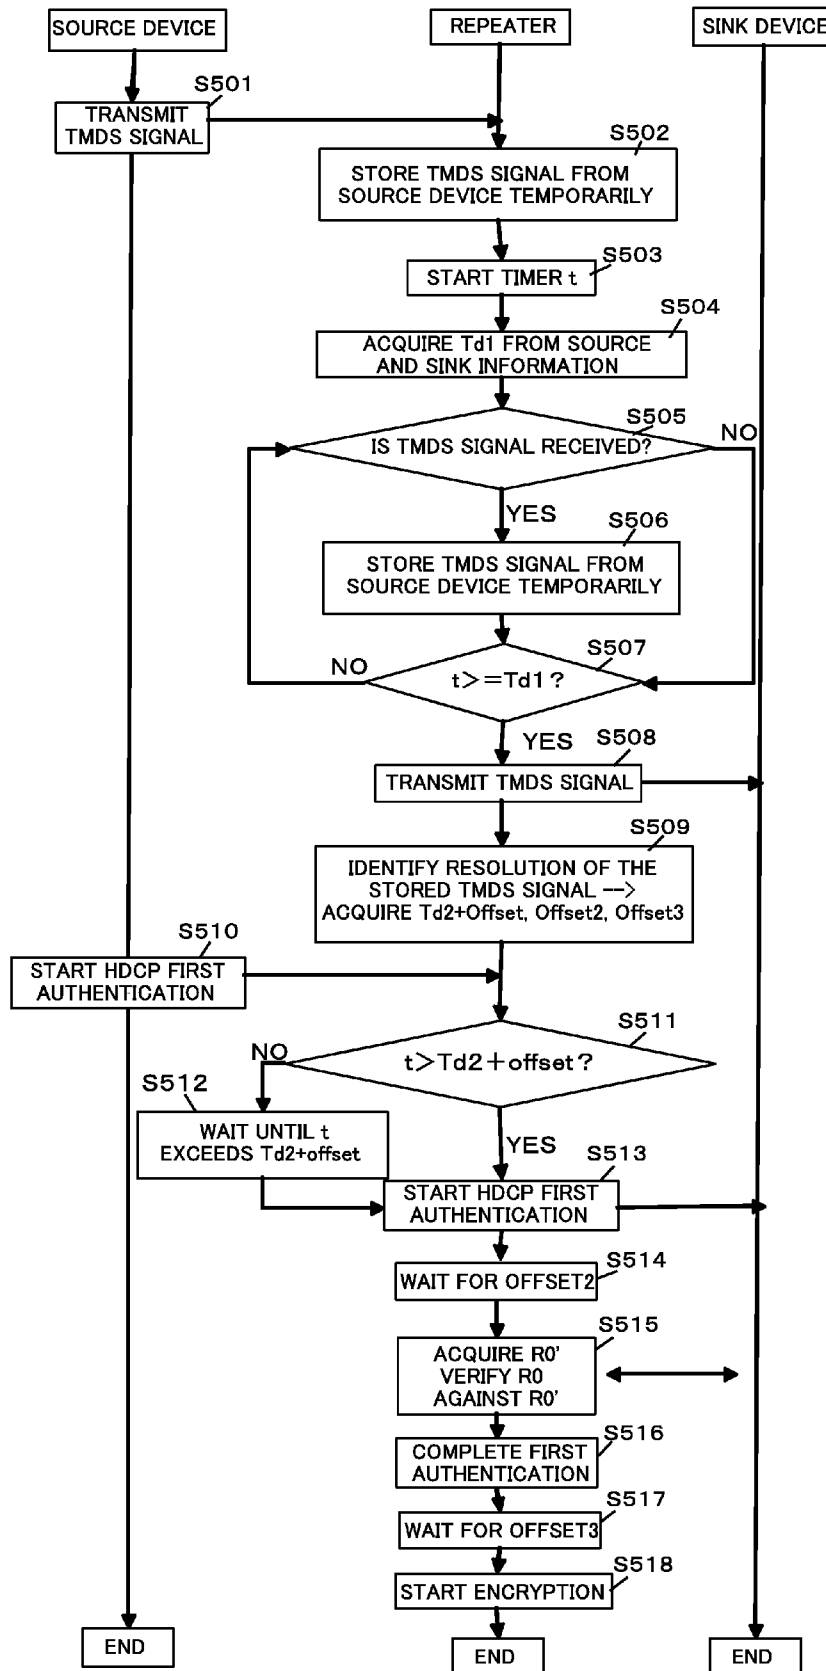 SOURCE DEVICE
REPEATER
SINK DEVICE
S501
TRANSMIT
TMDS SIGNAL
S502
STORE TMDS SIGNAL FROM
SOURCE DEVICE TEMPORARILY
S503
START TIMER t
S504
ACQUIRE Td1 FROM SOURCE
AND SINK INFORMATION
S505
IS TMDS SIGNAL RECEIVED?
NO
YES
S506
STORE TMDS SIGNAL FROM
SOURCE DEVICE TEMPORARILY
S507
NO
t>=Td1?
YES
S508
TRANSMIT TMDS SIGNAL
S509
IDENTIFY RESOLUTION OF THE
STORED TMDS SIGNAL -->
ACQUIRE Td2+Offset, Offset2, Offset3
S510
START HDCP FIRST
AUTHENTICATION
S511
NO
t>Td2+offset?
S512
WAIT UNTIL t
EXCEEDS Td2+offset
YES
S513
START HDCP FIRST
AUTHENTICATION
S514
WAIT FOR OFFSET2
S515
ACQUIRE R0'
VERIFY R0
AGAINST R0'
S516
COMPLETE FIRST
AUTHENTICATION
S517
WAIT FOR OFFSET3
S518
START ENCRYPTION
END
END
END